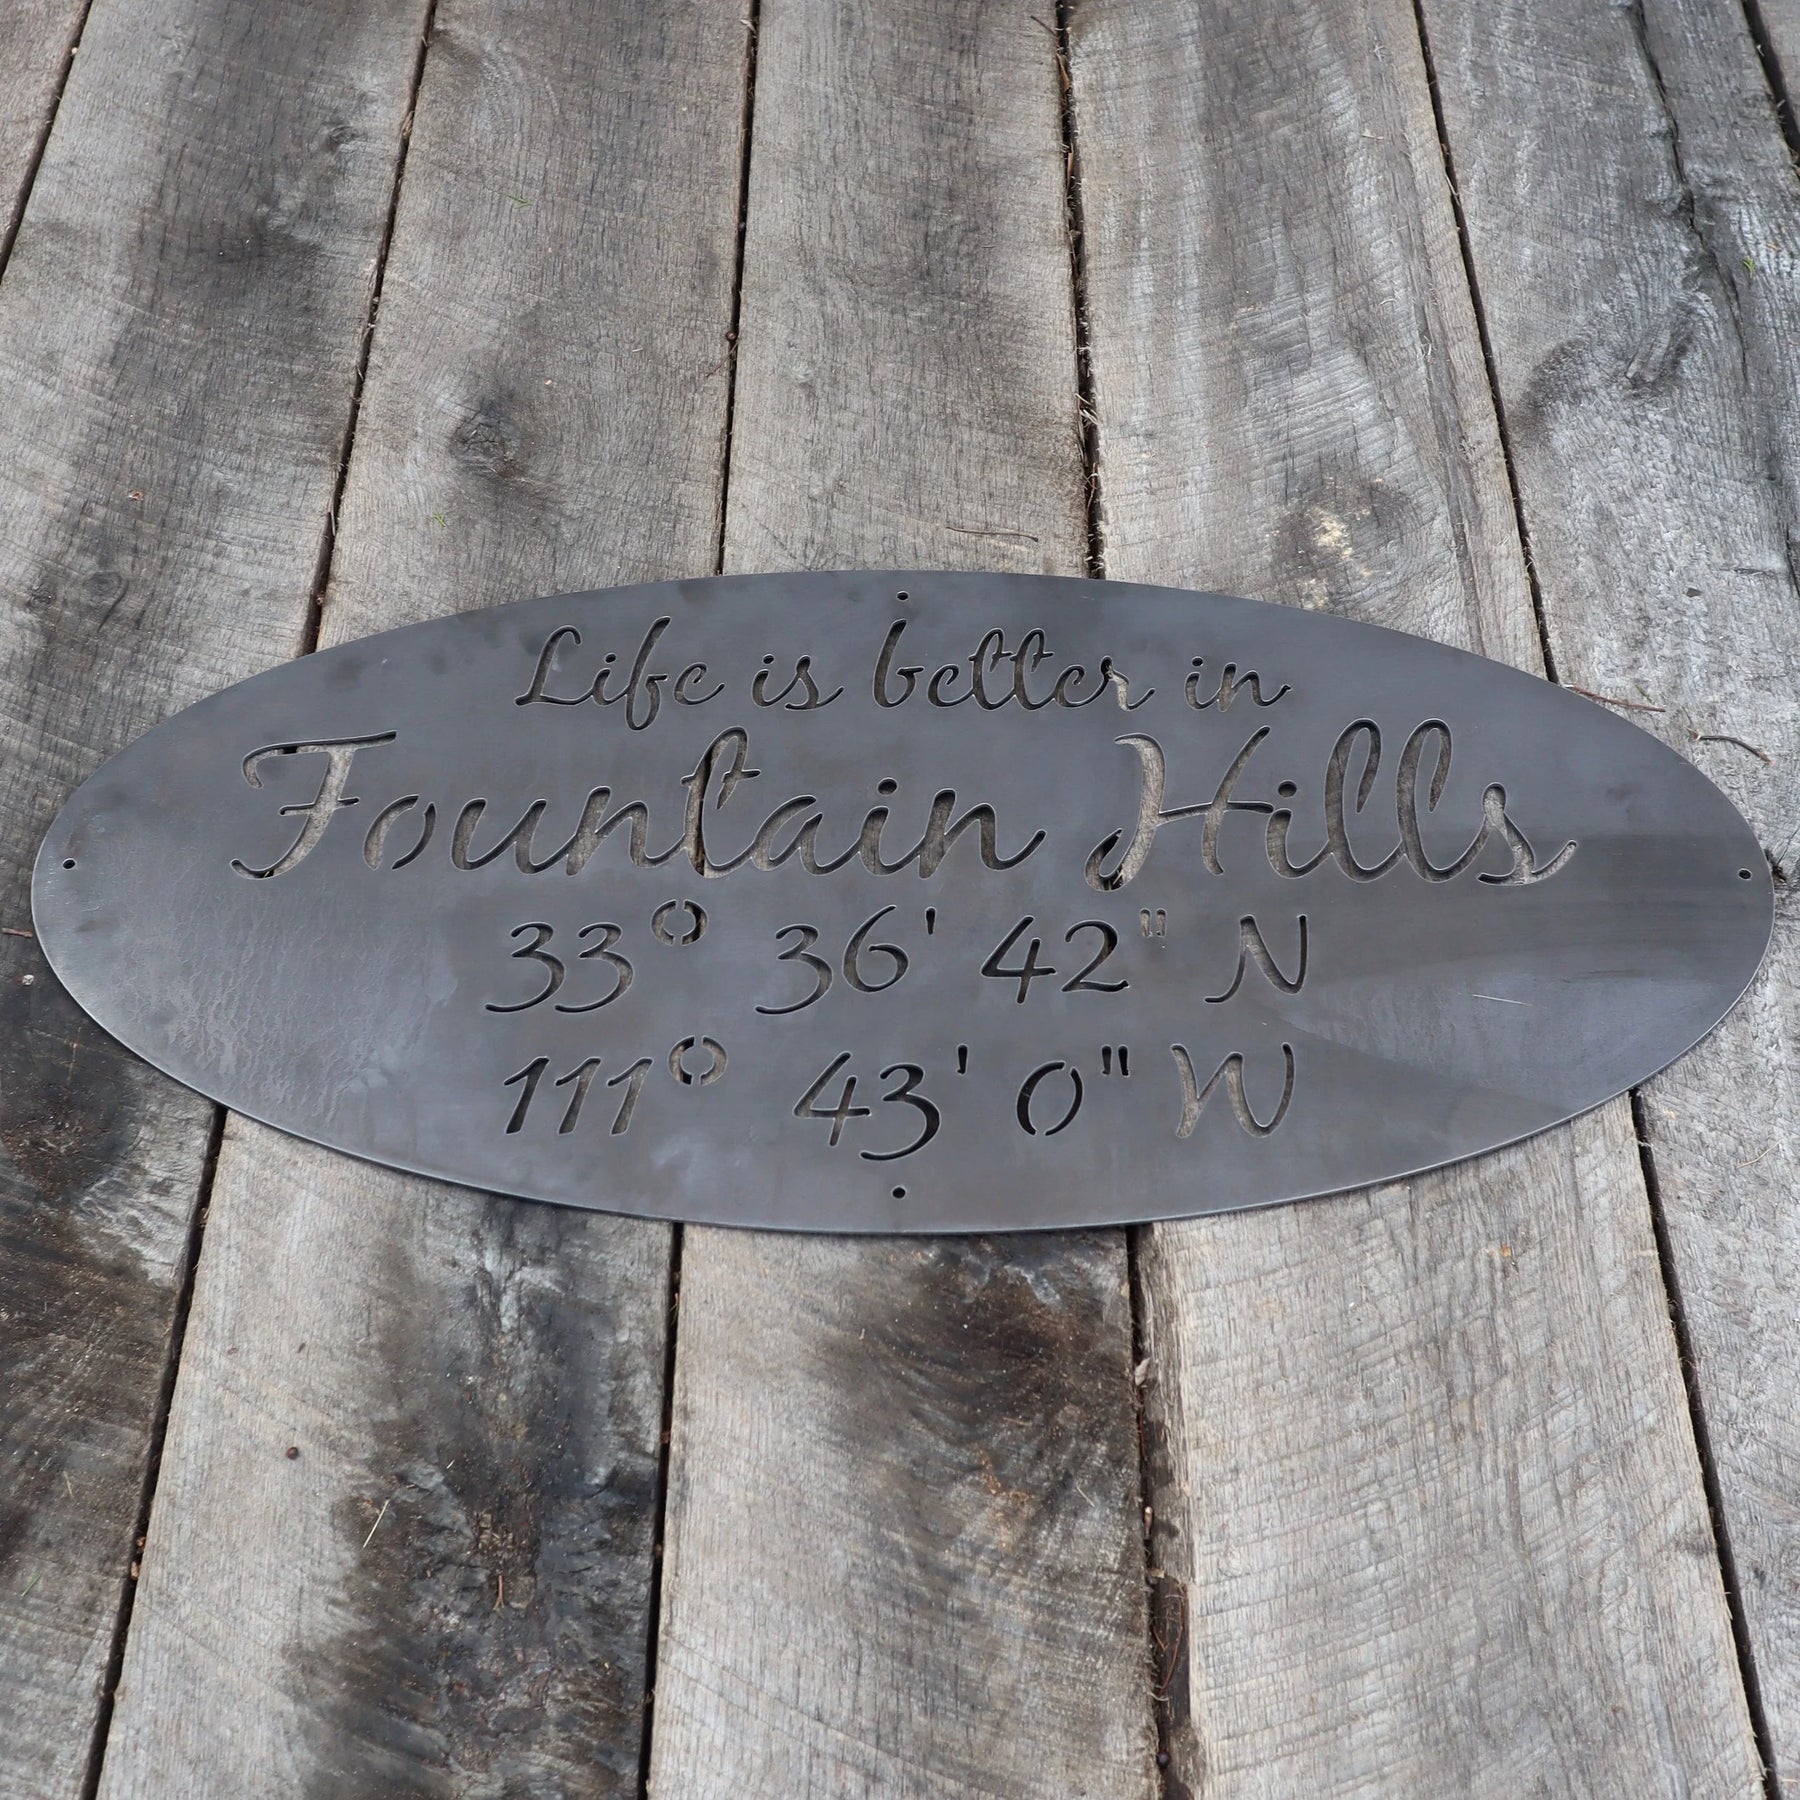 Life is better in
Fountain Hills
33° 36' 42" N
111° 43' 0" W